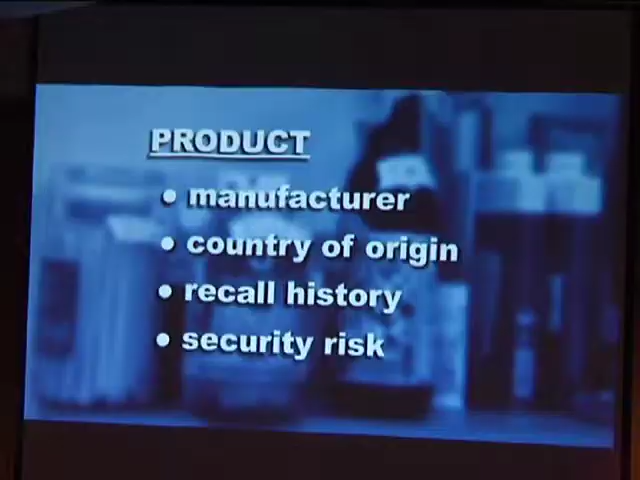 PRODUCT
• manufacturer
• country of origin
• recall history
• security risk